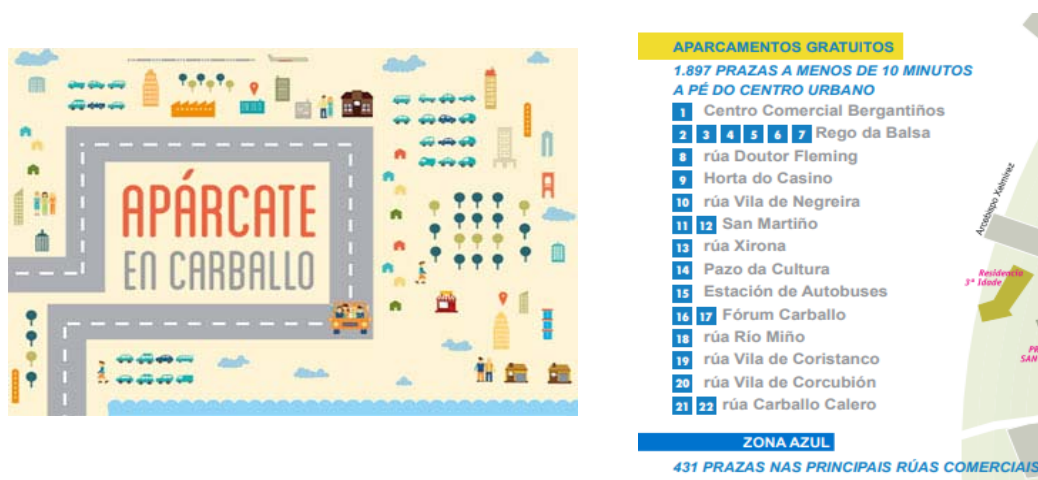 APÁRCATE
EN CARBALLO
APARCAMENTOS GRATUITOS
1.897 PRAZAS A MENOS DE 10 MINUTOS
A PÉ DO CENTRO URBANO
1 Centro Comercial Bergantiños
2 3 4 5 6 7 Rego da Balsa
8 rúa Doutor Fleming
9 Horta do Casino
10 rúa Vila de Negreira
11 12 San Martiño
13 rúa Xirona
14 Pazo da Cultura
15 Estación de Autobuses
16 17 Fórum Carballo
18 rúa Río Miño
19 rúa Vila de Coristanco
20 rúa Vila de Corcubión
21 22 rúa Carballo Calero
ZONA AZUL
431 PRAZAS NAS PRINCIPAIS RÚAS COMERCIAIS
Arcebispo Xelmírez
Residencia
3ª Idade